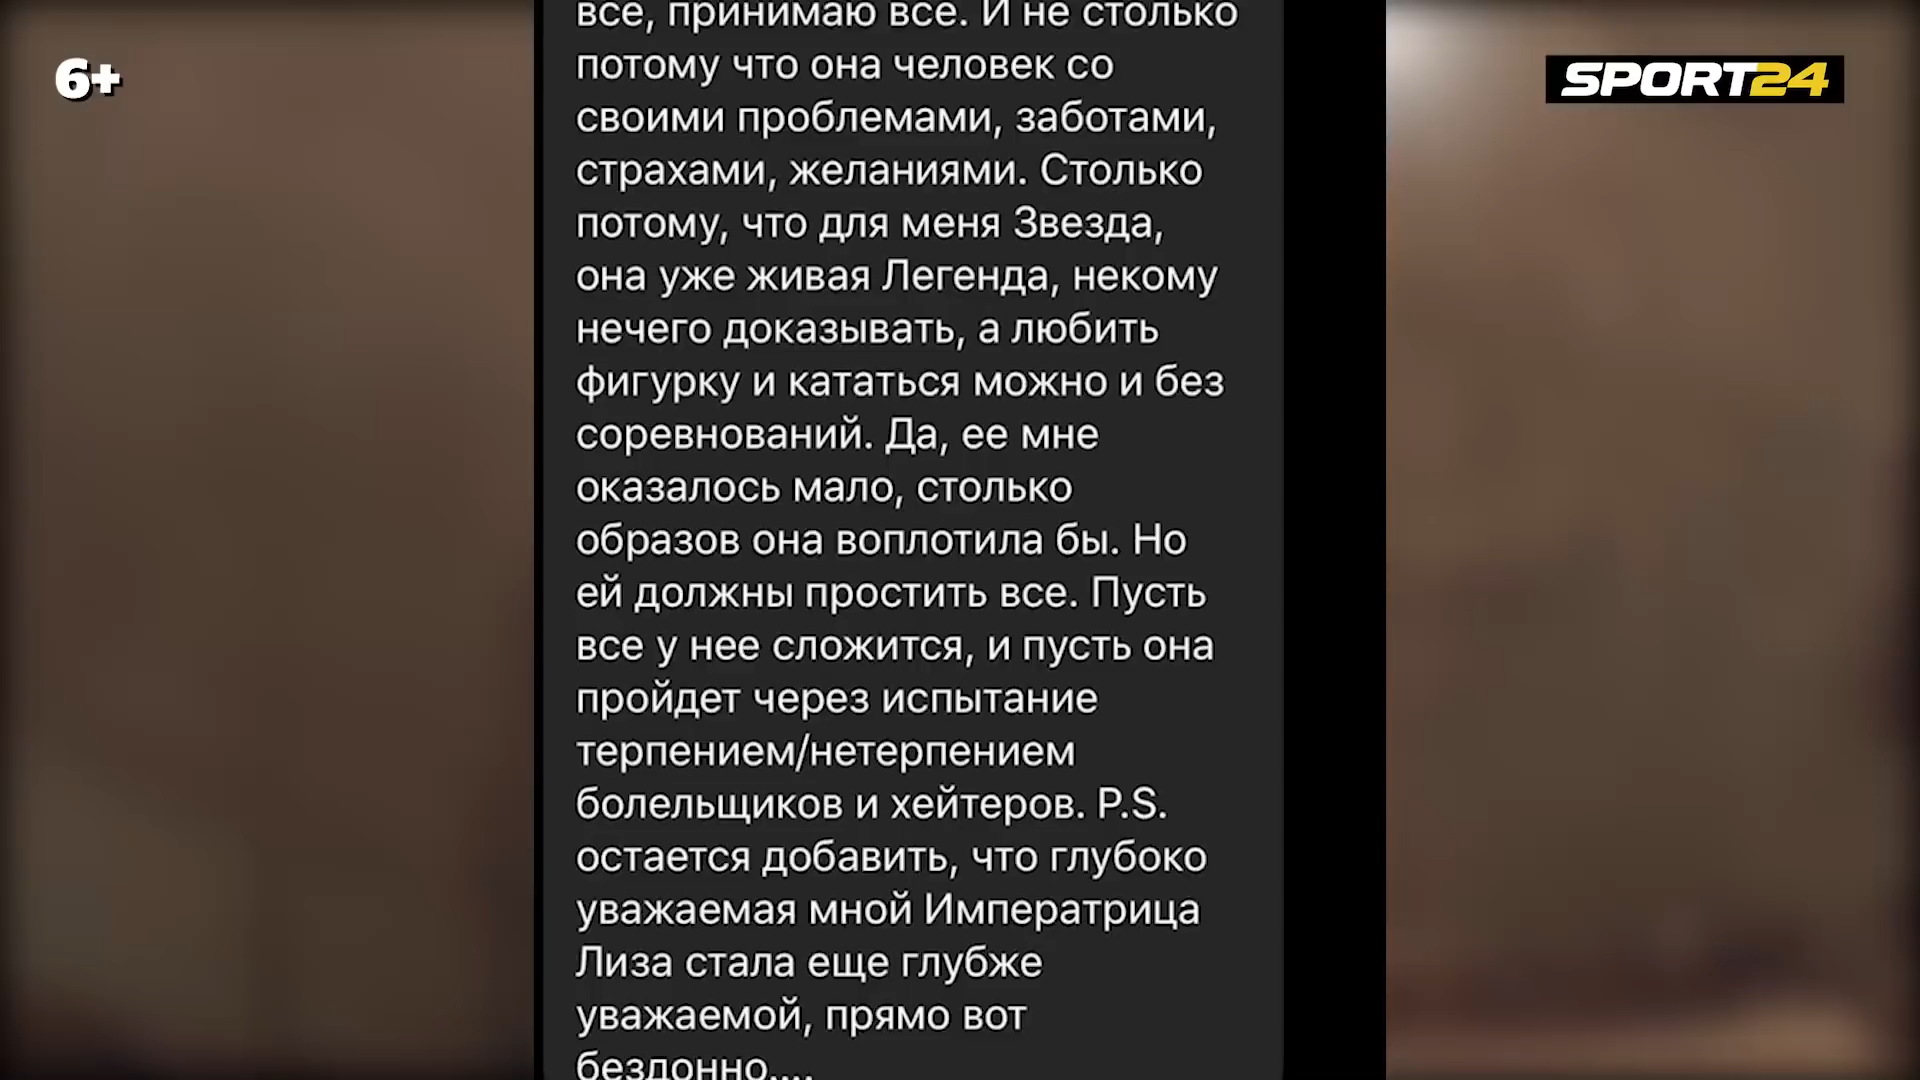 6+
SPORT24
все, принимаю все. И не столько
потому что она человек со
своими проблемами, заботами,
страхами, желаниями. Столько
потому, что для меня Звезда,
она уже живая Легенда, некому
нечего доказывать, а любить
фигурку и кататься можно и без
соревнований. Да, ее мне
оказалось мало, столько
образов она воплотила бы. Но
ей должны простить все. Пусть
все у нее сложится, и пусть она
пройдет через испытание
терпением/нетерпением
болельщиков и хейтеров. P.S.
остается добавить, что глубоко
уважаемая мной Императрица
Лиза стала еще глубже
уважаемой, прямо вот
бездонно....